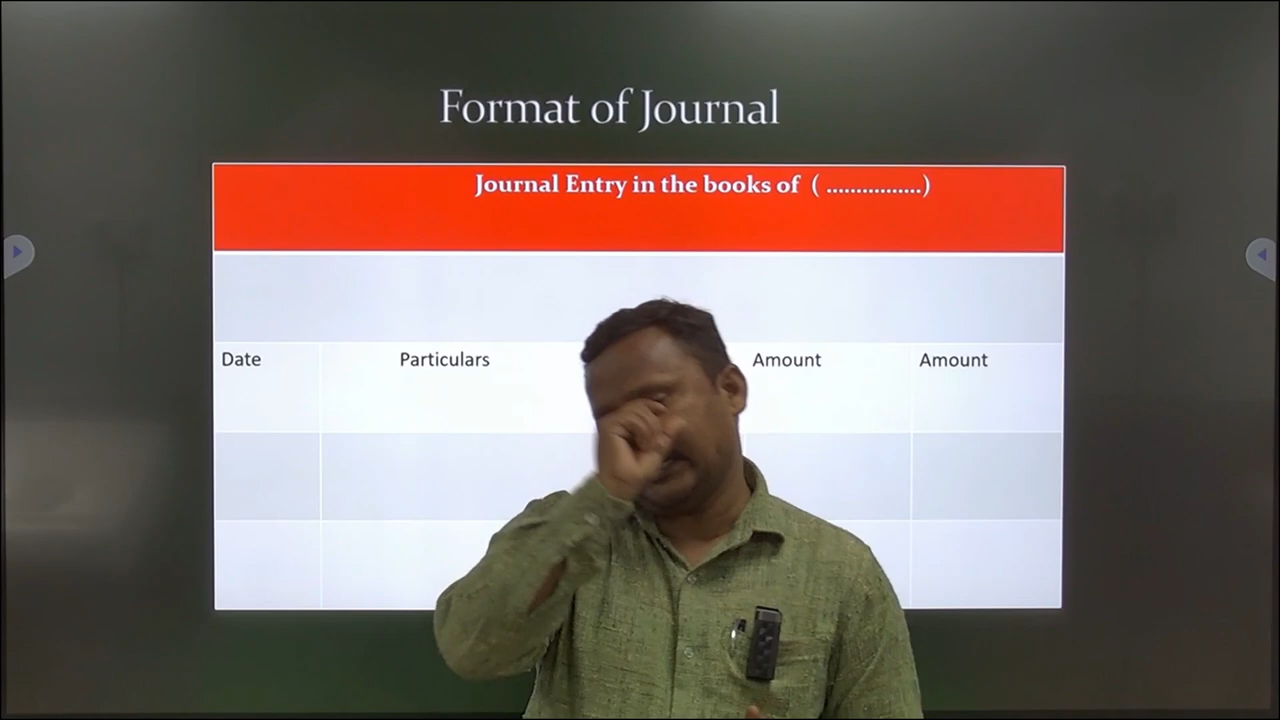 Format of Journal
Journal Entry in the books of ( ................)
Date Particulars Amount Amount